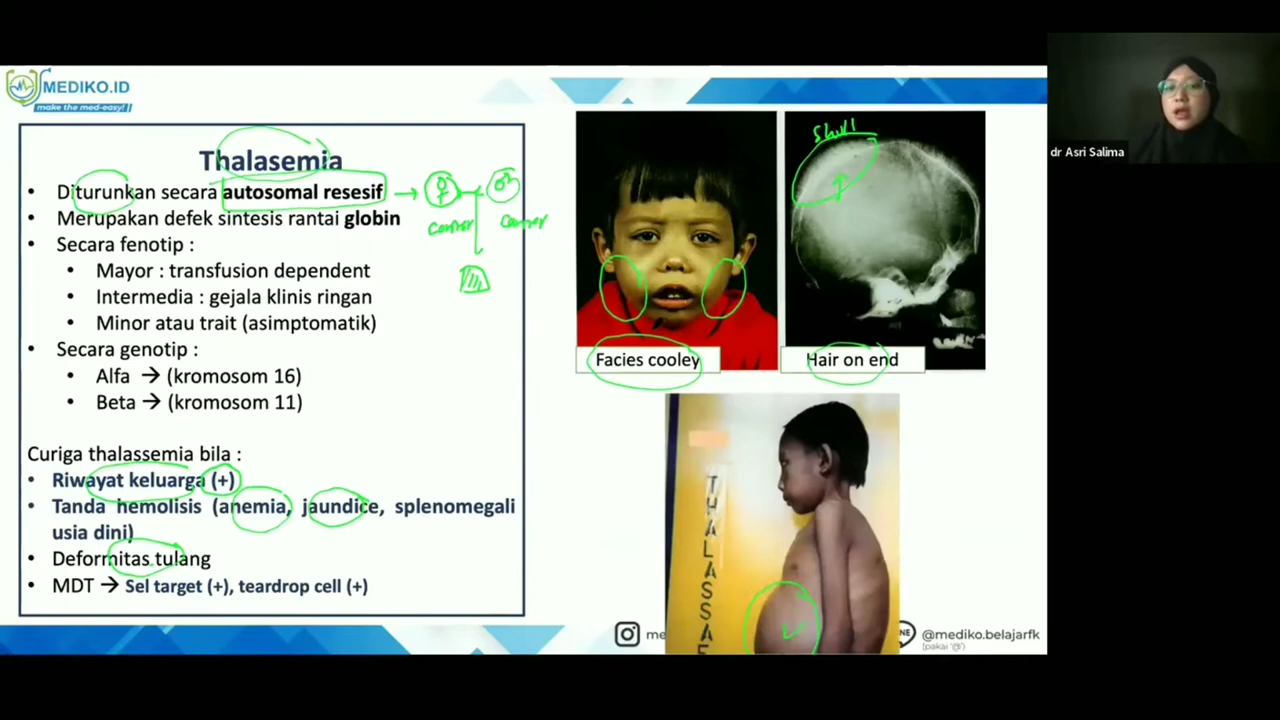 MEDIKO.ID
make the med-easy!
Thalasemia
Diturunkan secara autosomal resesif
Merupakan defek sintesis rantai globin
Secara fenotip :
Mayor : transfusion dependent
Intermedia : gejala klinis ringan
Minor atau trait (asimptomatik)
Secara genotip :
Alfa → (kromosom 16)
Beta → (kromosom 11)
Curiga thalassemia bila :
Riwayat keluarga (+)
Tanda hemolisis (anemia, jaundice, splenomegali
usia dini)
Deformitas tulang
MDT → Sel target (+), teardrop cell (+)
carrier
carrier
Skull
Facies cooley
Hair on end
THALASSAE
me
@mediko.belajarfk
(pakai '@')
dr Asri Salima